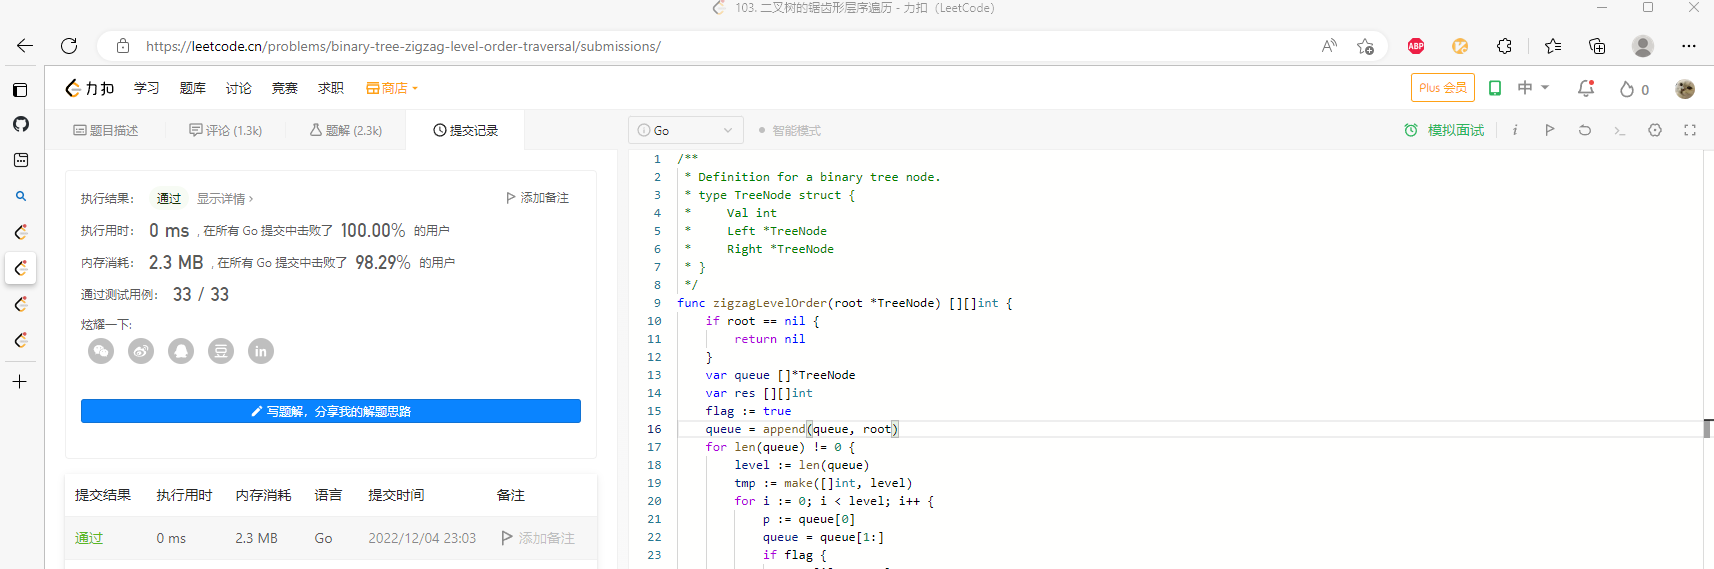 103. 二叉树的锯齿形层序遍历 - 力扣 (LeetCode)
https://leetcode.cn/problems/binary-tree-zigzag-level-order-traversal/submissions/
力扣 学习 题库 讨论 竞赛 求职 商店 Plus 会员 中 0
题目描述 评论 (1.3k) 题解 (2.3k) 提交记录
i Go 智能模式 模拟面试 i
执行结果： 通过 显示详情 > 添加备注
执行用时： 0 ms , 在所有 Go 提交中击败了 100.00% 的用户
内存消耗： 2.3 MB , 在所有 Go 提交中击败了 98.29% 的用户
通过测试用例： 33 / 33
炫耀一下:
豆 in
写题解，分享我的解题思路
提交结果 执行用时 内存消耗 语言 提交时间 备注
通过 0 ms 2.3 MB Go 2022/12/04 23:03 添加备注
1 /**
2  * Definition for a binary tree node.
3  * type TreeNode struct {
4  *     Val int
5  *     Left *TreeNode
6  *     Right *TreeNode
7  * }
8  */
9 func zigzagLevelOrder(root *TreeNode) [][]int {
10     if root == nil {
11         return nil
12     }
13     var queue []*TreeNode
14     var res [][]int
15     flag := true
16     queue = append(queue, root)
17     for len(queue) != 0 {
18         level := len(queue)
19         tmp := make([]int, level)
20         for i := 0; i < level; i++ {
21             p := queue[0]
22             queue = queue[1:]
23             if flag {